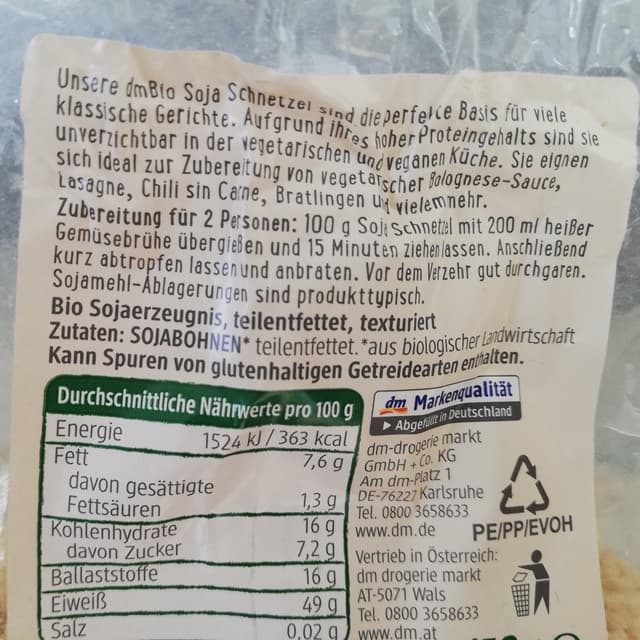 Unsere dmBio Soja Schnetzel sind die perfekte Basis für viele
klassische Gerichte. Aufgrund ihres hoher Proteingehalts sind sie
unverzichtbar in der vegetarischen und veganen Küche. Sie eignen
sich ideal zur Zubereitung von vegetarischer Bolognese-Sauce,
Lasagne, Chili sin Carne, Bratlingen und vielem mehr.
Zubereitung für 2 Personen: 100 g Soja Schnetzel mit 200 ml heißer
Gemüsebrühe übergießen und 15 Minuten ziehen lassen. Anschließend
kurz abtropfen lassen und anbraten. Vor dem Verzehr gut durchgaren.
Sojamehl-Ablagerungen sind produkttypisch.
Bio Sojaerzeugnis, teilentfettet, texturiert
Zutaten: SOJABOHNEN* teilentfettet. *aus biologischer Landwirtschaft
Kann Spuren von glutenhaltigen Getreidearten enthalten.
Durchschnittliche Nährwerte pro 100 g
Energie 1524 kJ / 363 kcal
Fett 7,6 g
davon gesättigte
Fettsäuren 1,3 g
Kohlenhydrate 16 g
davon Zucker 7,2 g
Ballaststoffe 16 g
Eiweiß 49 g
Salz 0,02 g
dm Markenqualität
Abgefüllt in Deutschland
dm-drogerie markt
GmbH + Co. KG
Am dm-Platz 1
DE-76227 Karlsruhe
Tel. 0800 3658633
www.dm.de
PE/PP/EVOH
Vertrieb in Österreich:
dm drogerie markt
AT-5071 Wals
Tel. 0800 3658633
www.dm.at